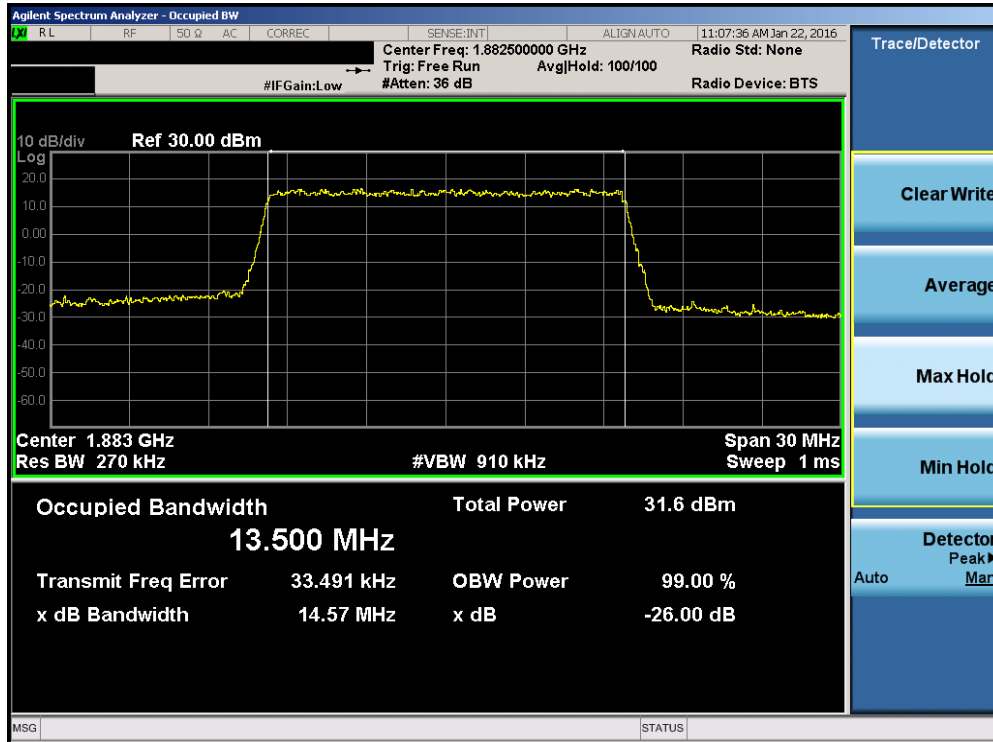 Agilent Spectrum Analyzer - Occupied BW
LXI RL RF 50 Ω AC CORREC SENSE:INT ALIGN AUTO 11:07:36 AM Jan 22, 2016
Center Freq: 1.882500000 GHz Radio Std: None
Trig: Free Run Avg|Hold: 100/100
#IFGain:Low #Atten: 36 dB Radio Device: BTS
10 dB/div Ref 30.00 dBm
Log
20.0
10.0
0.00
-10.0
-20.0
-30.0
-40.0
-50.0
-60.0
Center 1.883 GHz Span 30 MHz
Res BW 270 kHz #VBW 910 kHz Sweep 1 ms
Occupied Bandwidth Total Power 31.6 dBm
13.500 MHz
Transmit Freq Error 33.491 kHz OBW Power 99.00 %
x dB Bandwidth 14.57 MHz x dB -26.00 dB
MSG STATUS
Trace/Detector
Clear Write
Average
Max Hold
Min Hold
Detector
Peak
Auto Man